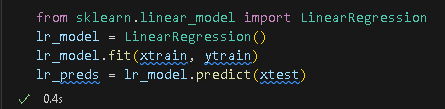 from sklearn.linear_model import LinearRegression
lr_model = LinearRegression()
lr_model.fit(xtrain, ytrain)
lr_preds = lr_model.predict(xtest)
✓ 0.4s